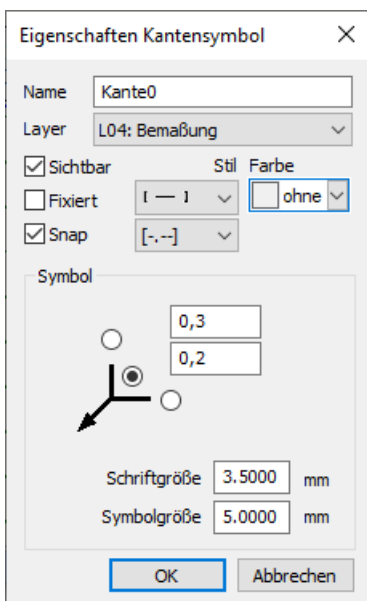 Eigenschaften Kantensymbol
Name Kante0
Layer L04: Bemaßung
Sichtbar Stil Farbe
Fixiert [ — ] ohne
Snap [-.--]
Symbol
0,3
0,2
Schriftgröße 3.5000 mm
Symbolgröße 5.0000 mm
OK Abbrechen